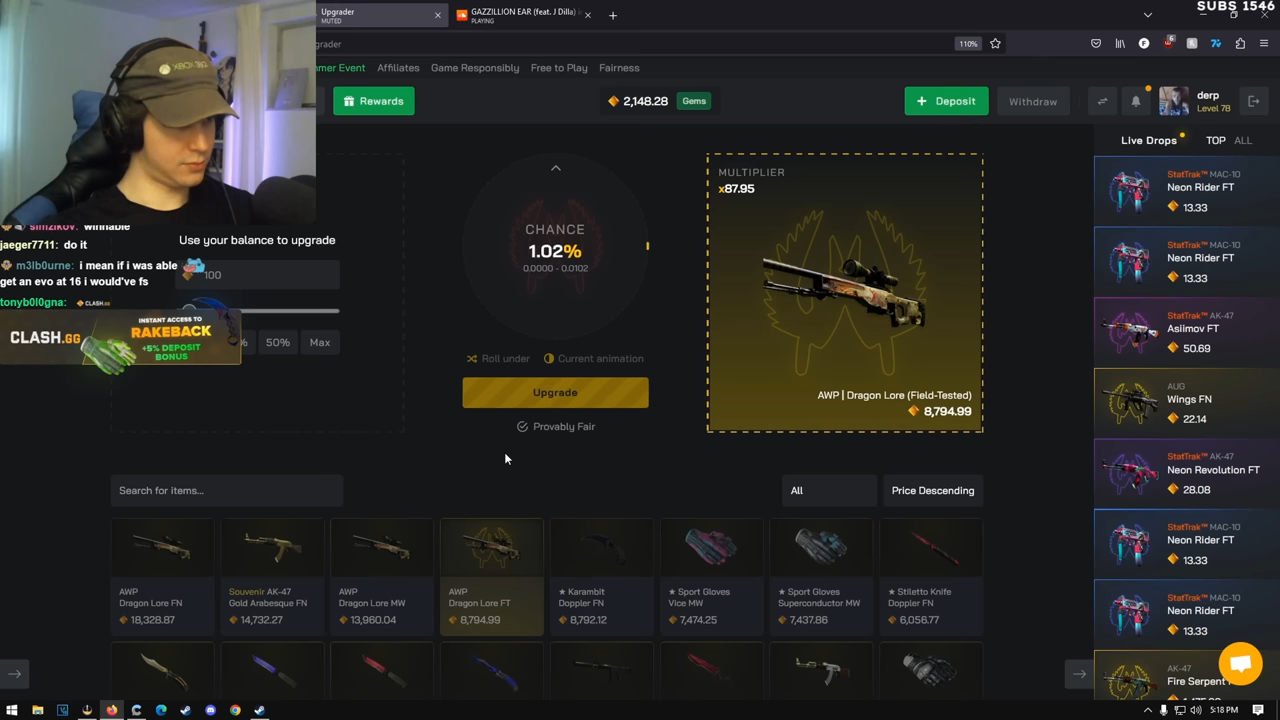 Upgrader
MUTED
GAZZILLION EAR (feat. J Dilla)
PLAYING
SUBS 1546
grader
110%
mmer Event
Affiliates
Game Responsibly
Free to Play
Fairness
Rewards
2,148.28 Gems
+ Deposit
Withdraw
derp
Level 78
Live Drops
TOP
ALL
XBOX 360
MULTIPLIER
x87.95
CHANCE
1.02%
0.0000 - 0.0102
Use your balance to upgrade
100
50%
Max
Roll under
Current animation
Upgrade
Provably Fair
AWP | Dragon Lore (Field-Tested)
8,794.99
winnable
jaeger7711: do it
m3lb0urne: i mean if i was able
get an evo at 16 i would've fs
tonyb0l0gna: CLASH.GG
CLASH.GG
INSTANT ACCESS TO
RAKEBACK
+5% DEPOSIT
BONUS
Search for items...
All
Price Descending
AWP
Dragon Lore FN
18,328.87
Souvenir AK-47
Gold Arabesque FN
14,732.27
AWP
Dragon Lore MW
13,960.04
AWP
Dragon Lore FT
8,794.99
★ Karambit
Doppler FN
8,792.12
★ Sport Gloves
Vice MW
7,474.25
★ Sport Gloves
Superconductor MW
7,437.86
★ Stiletto Knife
Doppler FN
6,056.77
StatTrak™ MAC-10
Neon Rider FT
13.33
StatTrak™ MAC-10
Neon Rider FT
13.33
StatTrak™ AK-47
Asiimov FT
50.69
AUG
Wings FN
22.14
StatTrak™ AK-47
Neon Revolution FT
28.08
StatTrak™ MAC-10
Neon Rider FT
13.33
StatTrak™ MAC-10
Neon Rider FT
13.33
AK-47
Fire Serpent
5:18 PM